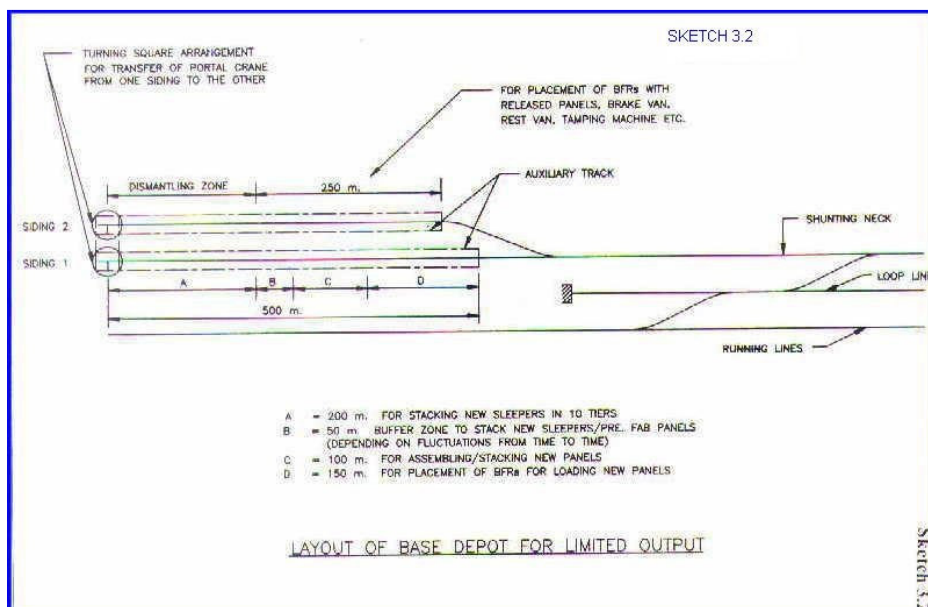 SKETCH 3.2
TURNING SQUARE ARRANGEMENT
FOR TRANSFER OF PORTAL CRANE
FROM ONE SIDING TO THE OTHER
FOR PLACEMENT OF BFRs WITH
RELEASED PANELS, BRAKE VAN,
REST VAN, TAMPING MACHINE ETC.
DISMANTLING ZONE
250 m.
AUXILIARY TRACK
SIDING 2
SHUNTING NECK
SIDING 1
A
B
C
D
LOOP LINE
500 m.
RUNNING LINES
A = 200 m. FOR STACKING NEW SLEEPERS IN 10 TIERS
B = 50 m. BUFFER ZONE TO STACK NEW SLEEPERS/PRE. FAB PANELS
(DEPENDING ON FLUCTUATIONS FROM TIME TO TIME)
C = 100 m. FOR ASSEMBLING/STACKING NEW PANELS
D = 150 m. FOR PLACEMENT OF BFRs FOR LOADING NEW PANELS
LAYOUT OF BASE DEPOT FOR LIMITED OUTPUT
Sketch 3.2